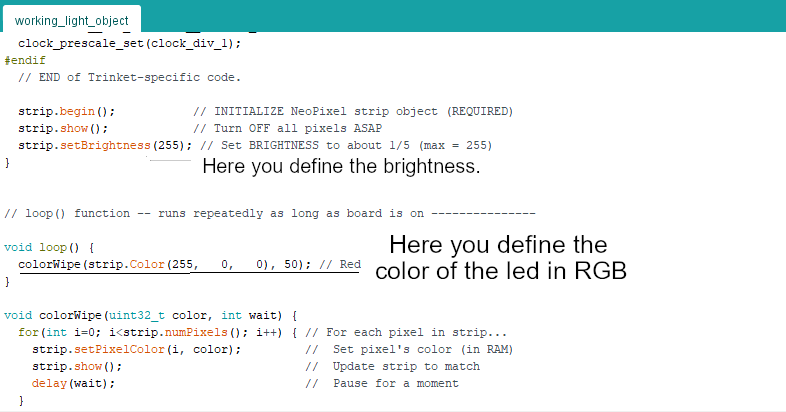 working_light_object
clock_prescale_set(clock_div_1);
#endif
// END of Trinket-specific code.
strip.begin();           // INITIALIZE NeoPixel strip object (REQUIRED)
strip.show();            // Turn OFF all pixels ASAP
strip.setBrightness(255); // Set BRIGHTNESS to about 1/5 (max = 255)
}
Here you define the brightness.
// loop() function -- runs repeatedly as long as board is on ---------------
void loop() {
colorWipe(strip.Color(255,   0,   0), 50); // Red
}
Here you define the
color of the led in RGB
void colorWipe(uint32_t color, int wait) {
for(int i=0; i<strip.numPixels(); i++) { // For each pixel in strip...
strip.setPixelColor(i, color);         //  Set pixel's color (in RAM)
strip.show();                          //  Update strip to match
delay(wait);                           //  Pause for a moment
}